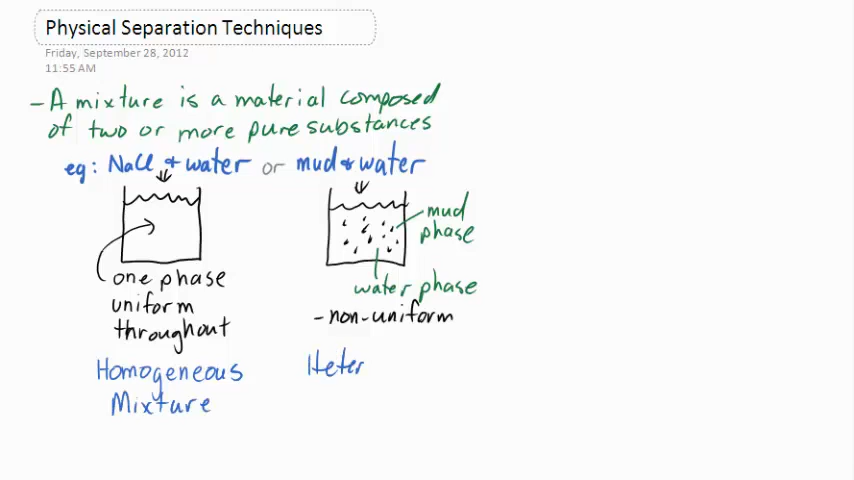 Physical Separation Techniques
Friday, September 28, 2012
11:55 AM
- A mixture is a material composed
of two or more pure substances
eg: NaCl & water or mud & water
mud
phase
water phase
one phase
uniform
throughout
- non-uniform
Homogeneous
Mixture
Heter